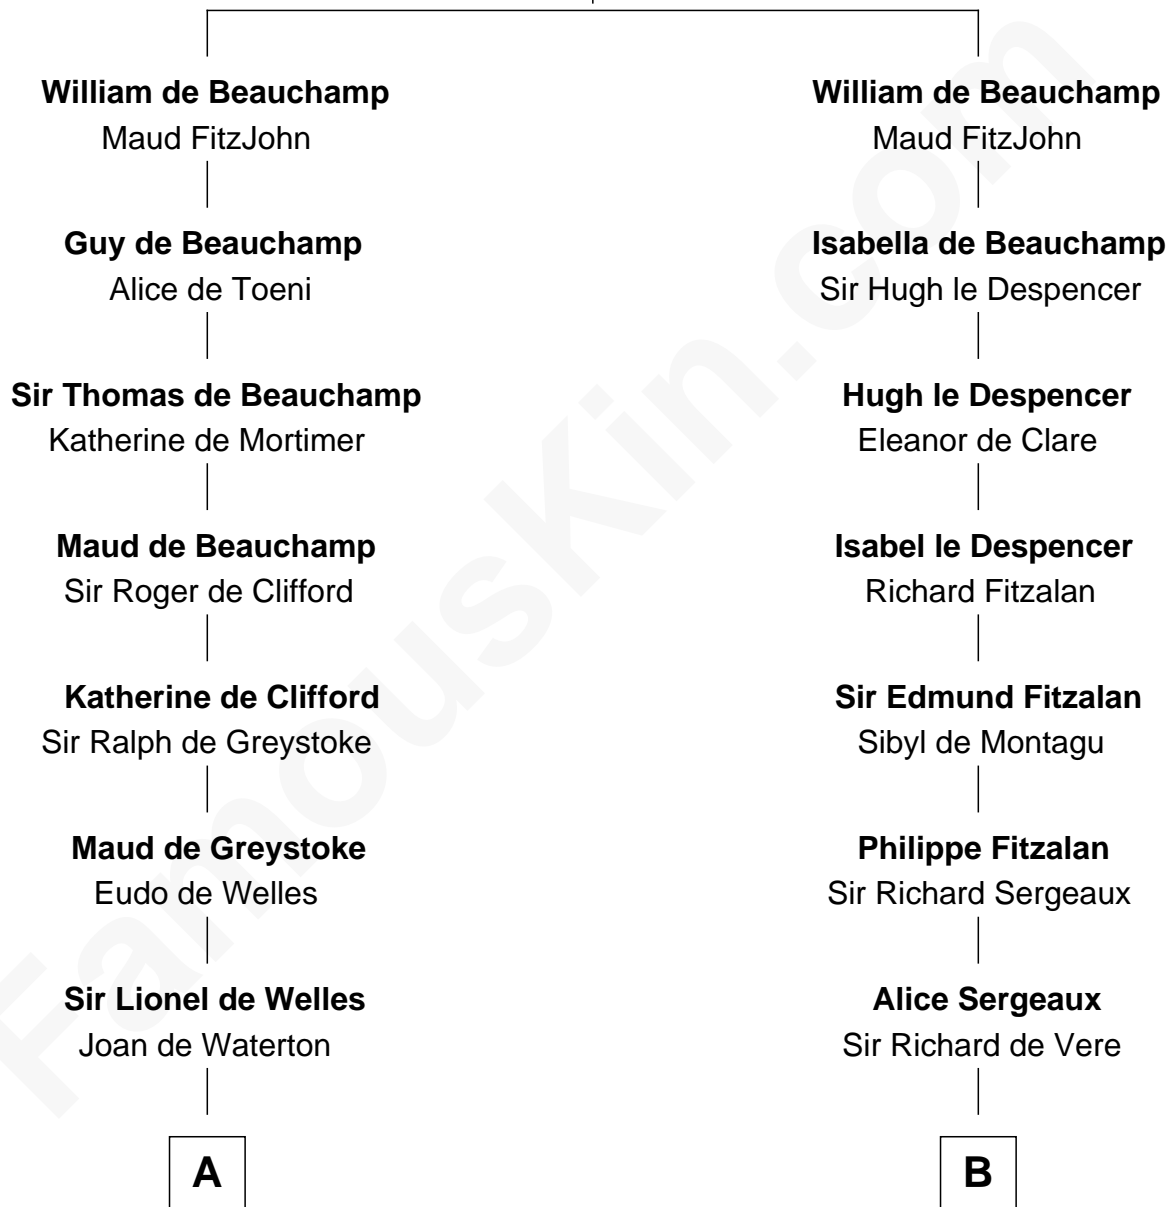 William de Beauchamp
Maud FitzJohn
Guy de Beauchamp
Alice de Toeni
Sir Thomas de Beauchamp
Katherine de Mortimer
Maud de Beauchamp
Sir Roger de Clifford
Katherine de Clifford
Sir Ralph de Greystoke
Maud de Greystoke
Eudo de Welles
Sir Lionel de Welles
Joan de Waterton
A
William de Beauchamp
Maud FitzJohn
Isabella de Beauchamp
Sir Hugh le Despencer
Hugh le Despencer
Eleanor de Clare
Isabel le Despencer
Richard Fitzalan
Sir Edmund Fitzalan
Sibyl de Montagu
Philippe Fitzalan
Sir Richard Sergeaux
Alice Sergeaux
Sir Richard de Vere
B
FamousKin.com